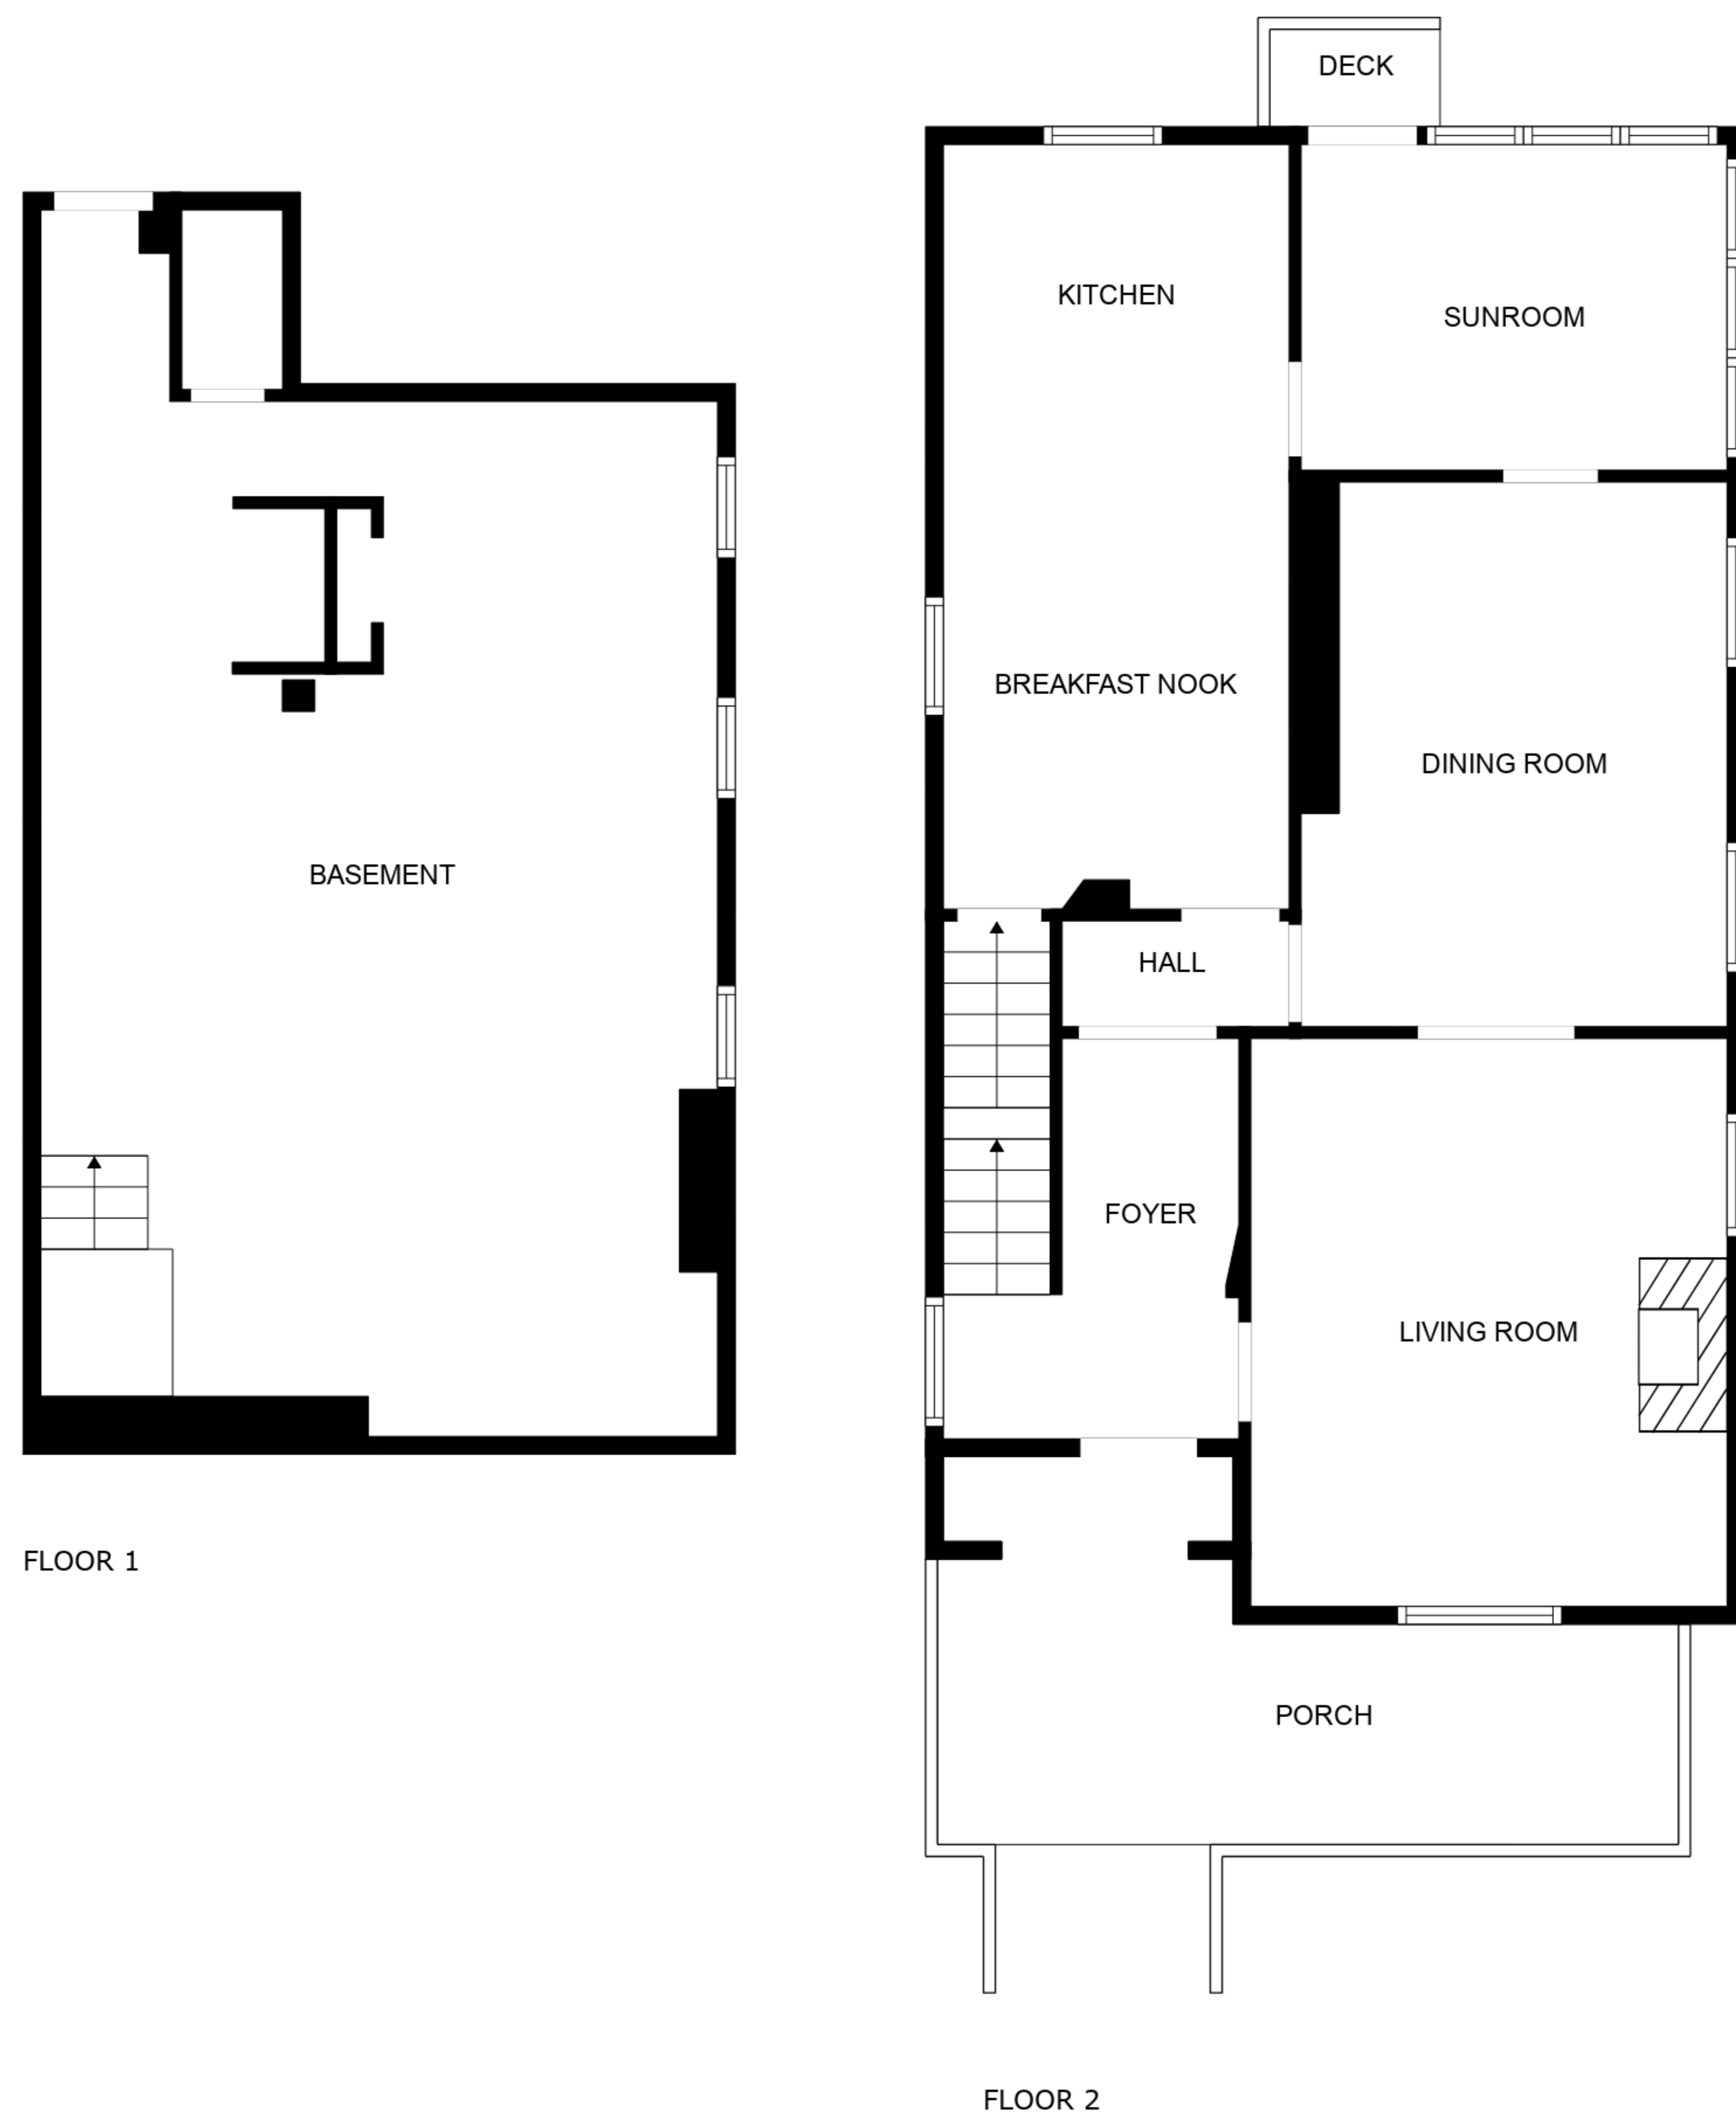 DECK
KITCHEN
SUNROOM
BREAKFAST NOOK
DINING ROOM
BASEMENT
HALL
FOYER
LIVING ROOM
FLOOR 1
PORCH
FLOOR 2